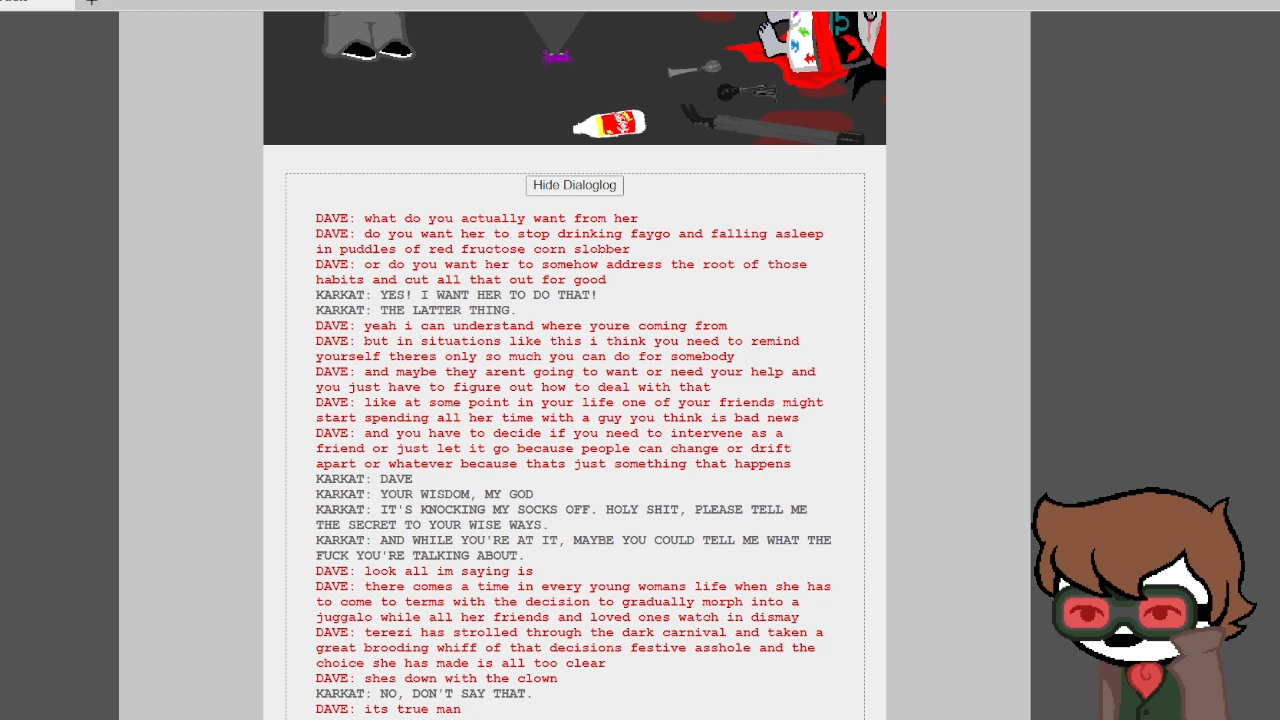 Hide Dialoglog
DAVE: what do you actually want from her
DAVE: do you want her to stop drinking faygo and falling asleep
in puddles of red fructose corn slobber
DAVE: or do you want her to somehow address the root of those
habits and cut all that out for good
KARKAT: YES! I WANT HER TO DO THAT!
KARKAT: THE LATTER THING.
DAVE: yeah i can understand where youre coming from
DAVE: but in situations like this i think you need to remind
yourself theres only so much you can do for somebody
DAVE: and maybe they arent going to want or need your help and
you just have to figure out how to deal with that
DAVE: like at some point in your life one of your friends might
start spending all her time with a guy you think is bad news
DAVE: and you have to decide if you need to intervene as a
friend or just let it go because people can change or drift
apart or whatever because thats just something that happens
KARKAT: DAVE
KARKAT: YOUR WISDOM, MY GOD
KARKAT: IT'S KNOCKING MY SOCKS OFF. HOLY SHIT, PLEASE TELL ME
THE SECRET TO YOUR WISE WAYS.
KARKAT: AND WHILE YOU'RE AT IT, MAYBE YOU COULD TELL ME WHAT THE
FUCK YOU'RE TALKING ABOUT.
DAVE: look all im saying is
DAVE: there comes a time in every young womans life when she has
to come to terms with the decision to gradually morph into a
juggalo while all her friends and loved ones watch in dismay
DAVE: terezi has strolled through the dark carnival and taken a
great brooding whiff of that decisions festive asshole and the
choice she has made is all too clear
DAVE: shes down with the clown
KARKAT: NO, DON'T SAY THAT.
DAVE: its true man